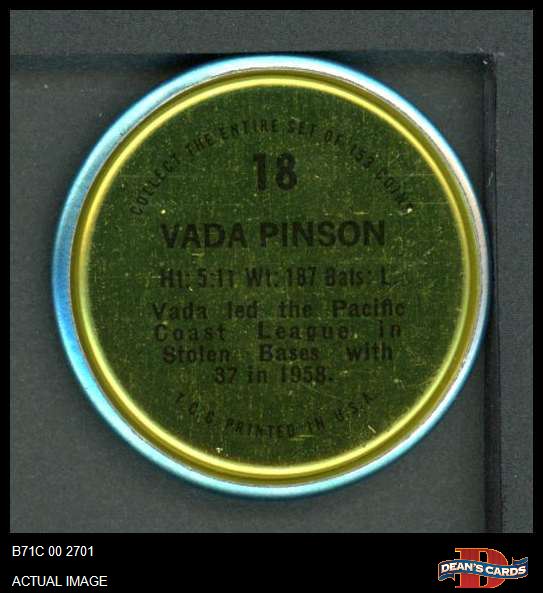 COLLECT THE ENTIRE SET OF 153 COINS
18
VADA PINSON
Ht: 5:11 Wt: 187 Bats: L.
Vada led the Pacific
Coast League in
Stolen Bases with
37 in 1958.
T.C.G. PRINTED IN U.S.A.
B71C 00 2701
ACTUAL IMAGE
D
DEAN'S CARDS